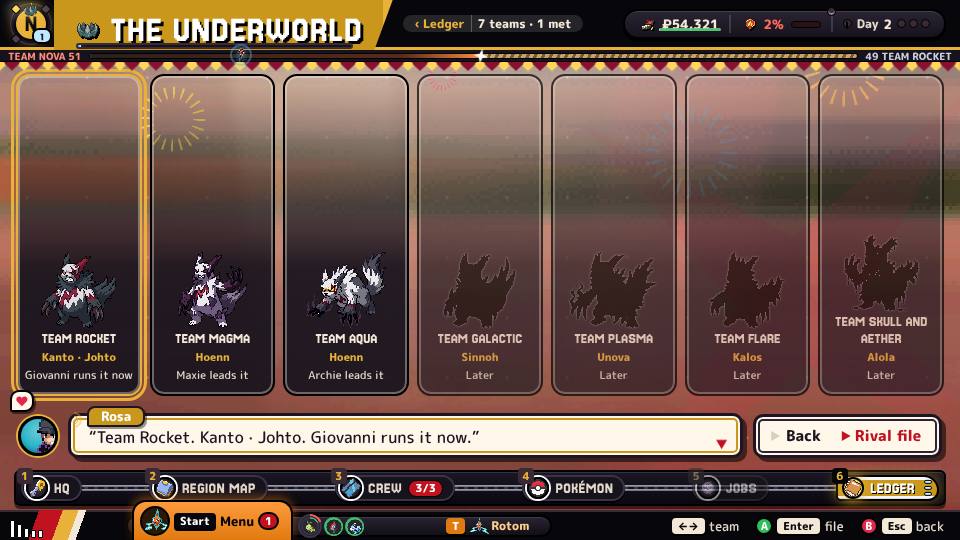 N
1
THE UNDERWORLD
‹ Ledger 7 teams · 1 met
₽54,321
2%
Day 2
TEAM NOVA 51
49 TEAM ROCKET
TEAM ROCKET
Kanto · Johto
Giovanni runs it now
TEAM MAGMA
Hoenn
Maxie leads it
TEAM AQUA
Hoenn
Archie leads it
TEAM GALACTIC
Sinnoh
Later
TEAM PLASMA
Unova
Later
TEAM FLARE
Kalos
Later
TEAM SKULL AND
AETHER
Alola
Later
Rosa
“Team Rocket. Kanto · Johto. Giovanni runs it now.”
Back
Rival file
1 HQ
2 REGION MAP
3 CREW 3/3
4 POKÉMON
5 JOBS
6 LEDGER
Start Menu 1
T Rotom
↔ team
A Enter file
B Esc back